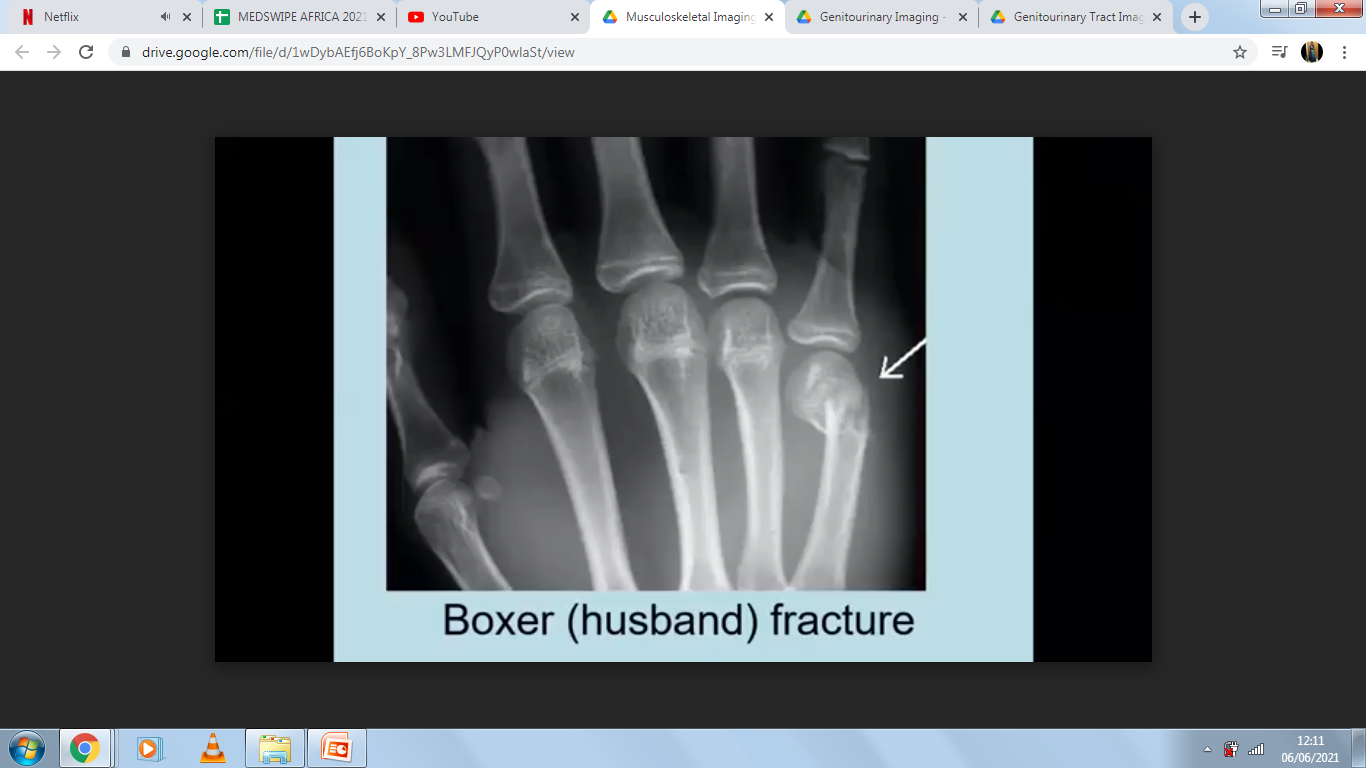 Netflix
MEDSWIPE AFRICA 2021
YouTube
Musculoskeletal Imaging
Genitourinary Imaging -
Genitourinary Tract Imag
drive.google.com/file/d/1wDybAEfj6BoKpY_8Pw3LMFJQyP0wlaSt/view
Boxer (husband) fracture
12:11
06/06/2021